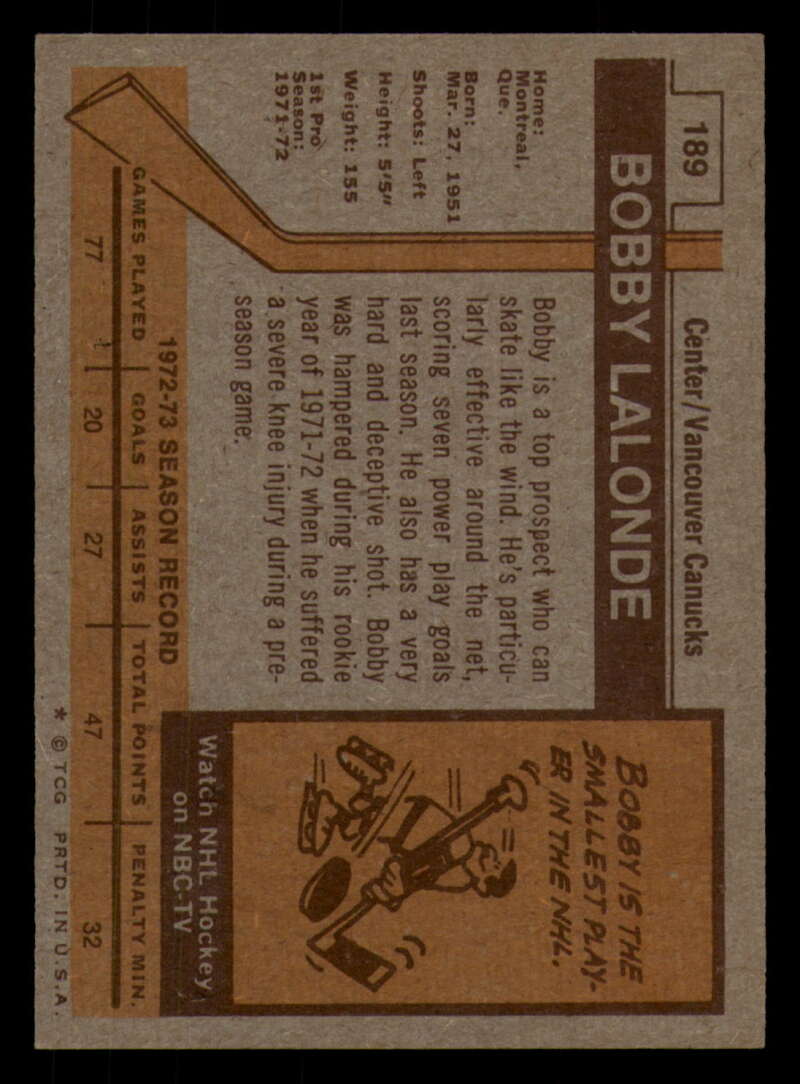 189
Center/Vancouver Canucks
BOBBY LALONDE
Home:
Montreal,
Que.
Born:
Mar. 27, 1951
Shoots: Left
Height: 5'5"
Weight: 155
1st Pro
Season:
1971-72
Bobby is a top prospect who can
skate like the wind. He's particu-
larly effective around the net,
scoring seven power play goals
last season. He also has a very
hard and deceptive shot. Bobby
was hampered during his rookie
year of 1971-72 when he suffered
a severe knee injury during a pre-
season game.
BOBBY IS THE
SMALLEST PLAY-
ER IN THE NHL.
Watch NHL Hockey
on NBC-TV
1972-73 SEASON RECORD
GAMES PLAYED | GOALS | ASSISTS | TOTAL POINTS | PENALTY MIN.
77 20 27 47 32
* © TCG PRTD. IN U.S.A.